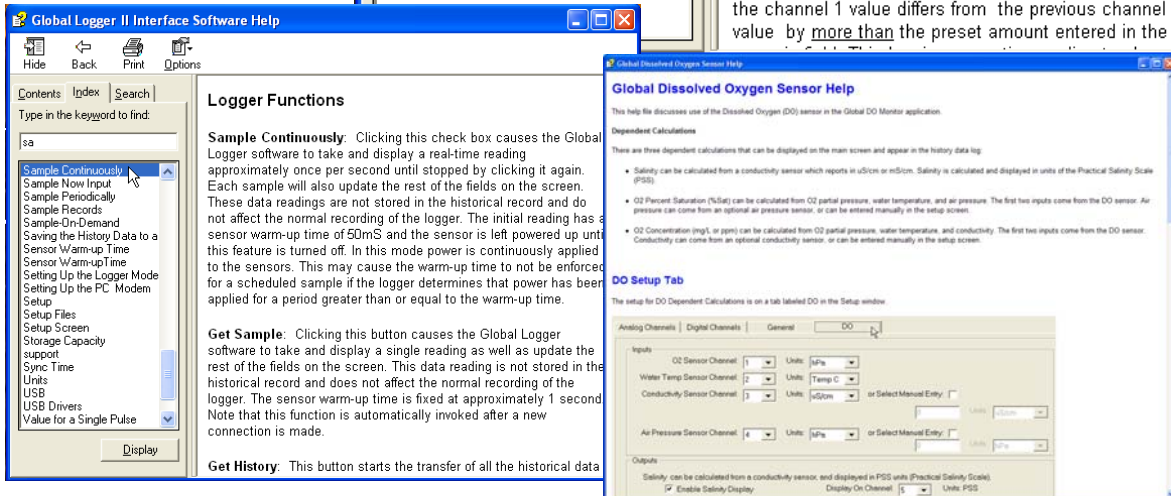 the channel 1 value differs from the previous channel
value by more than the preset amount entered in the
Global Logger II Interface Software Help
Hide Back Print Options
Contents Index Search
Type in the keyword to find:
sa
Sample Continuously
Sample Now Input
Sample Periodically
Sample Records
Sample-On-Demand
Saving the History Data to a
Sensor Warm-up Time
Sensor Warm-upTime
Setting Up the Logger Mode
Setting Up the PC Modem
Setup
Setup Files
Setup Screen
Storage Capacity
support
Sync Time
Units
USB
USB Drivers
Value for a Single Pulse
Display
Logger Functions
Sample Continuously: Clicking this check box causes the Global
Logger software to take and display a real-time reading
approximately once per second until stopped by clicking it again.
Each sample will also update the rest of the fields on the screen.
These data readings are not stored in the historical record and do
not affect the normal recording of the logger. The initial reading has a
sensor warm-up time of 50mS and the sensor is left powered up unti
this feature is turned off. In this mode power is continuously applied
to the sensors. This may cause the warm-up time to not be enforced
for a scheduled sample if the logger determines that power has been
applied for a period greater than or equal to the warm-up time.
Get Sample: Clicking this button causes the Global Logger
software to take and display a single reading as well as update the
rest of the fields on the screen. This data reading is not stored in the
historical record and does not affect the normal recording of the
logger. The sensor warm-up time is fixed at approximately 1 second.
Note that this function is automatically invoked after a new
connection is made.
Get History: This button starts the transfer of all the historical data
Global Dissolved Oxygen Sensor Help
Global Dissolved Oxygen Sensor Help
This help file discusses use of the Dissolved Oxygen (DO) sensor in the Global DO Monitor application.
Dependent Calculations
There are three dependent calculations that can be displayed on the main screen and appear in the history data log:
• Salinity can be calculated from a conductivity sensor which reports in uS/cm or mS/cm. Salinity is calculated and displayed in units of the Practical Salinity Scale
(PSS).
• O2 Percent Saturation (%Sat) can be calculated from O2 partial pressure, water temperature, and air pressure. The first two inputs come from the DO sensor. Air
pressure can come from an optional air pressure sensor, or can be entered manually in the setup screen.
• O2 Concentration (mg/L or ppm) can be calculated from O2 partial pressure, water temperature, and conductivity. The first two inputs come from the DO sensor.
Conductivity can come from an optional conductivity sensor, or can be entered manually in the setup screen.
DO Setup Tab
The setup for DO Dependent Calculations is on a tab labeled DO in the Setup window.
Analog Channels Digital Channels General DO
Inputs
O2 Sensor Channel: 1 Units: hPa
Water Temp Sensor Channel: 2 Units: Temp C
Conductivity Sensor Channel: 3 Units: uS/cm or Select Manual Entry:
Units: uS/cm
Air Pressure Sensor Channel: 4 Units: hPa or Select Manual Entry:
Units: hPa
Outputs
Salinity can be calculated from a conductivity sensor, and displayed in PSS units (Practical Salinity Scale).
Enable Salinity Display Display On Channel: 5 Units: PSS